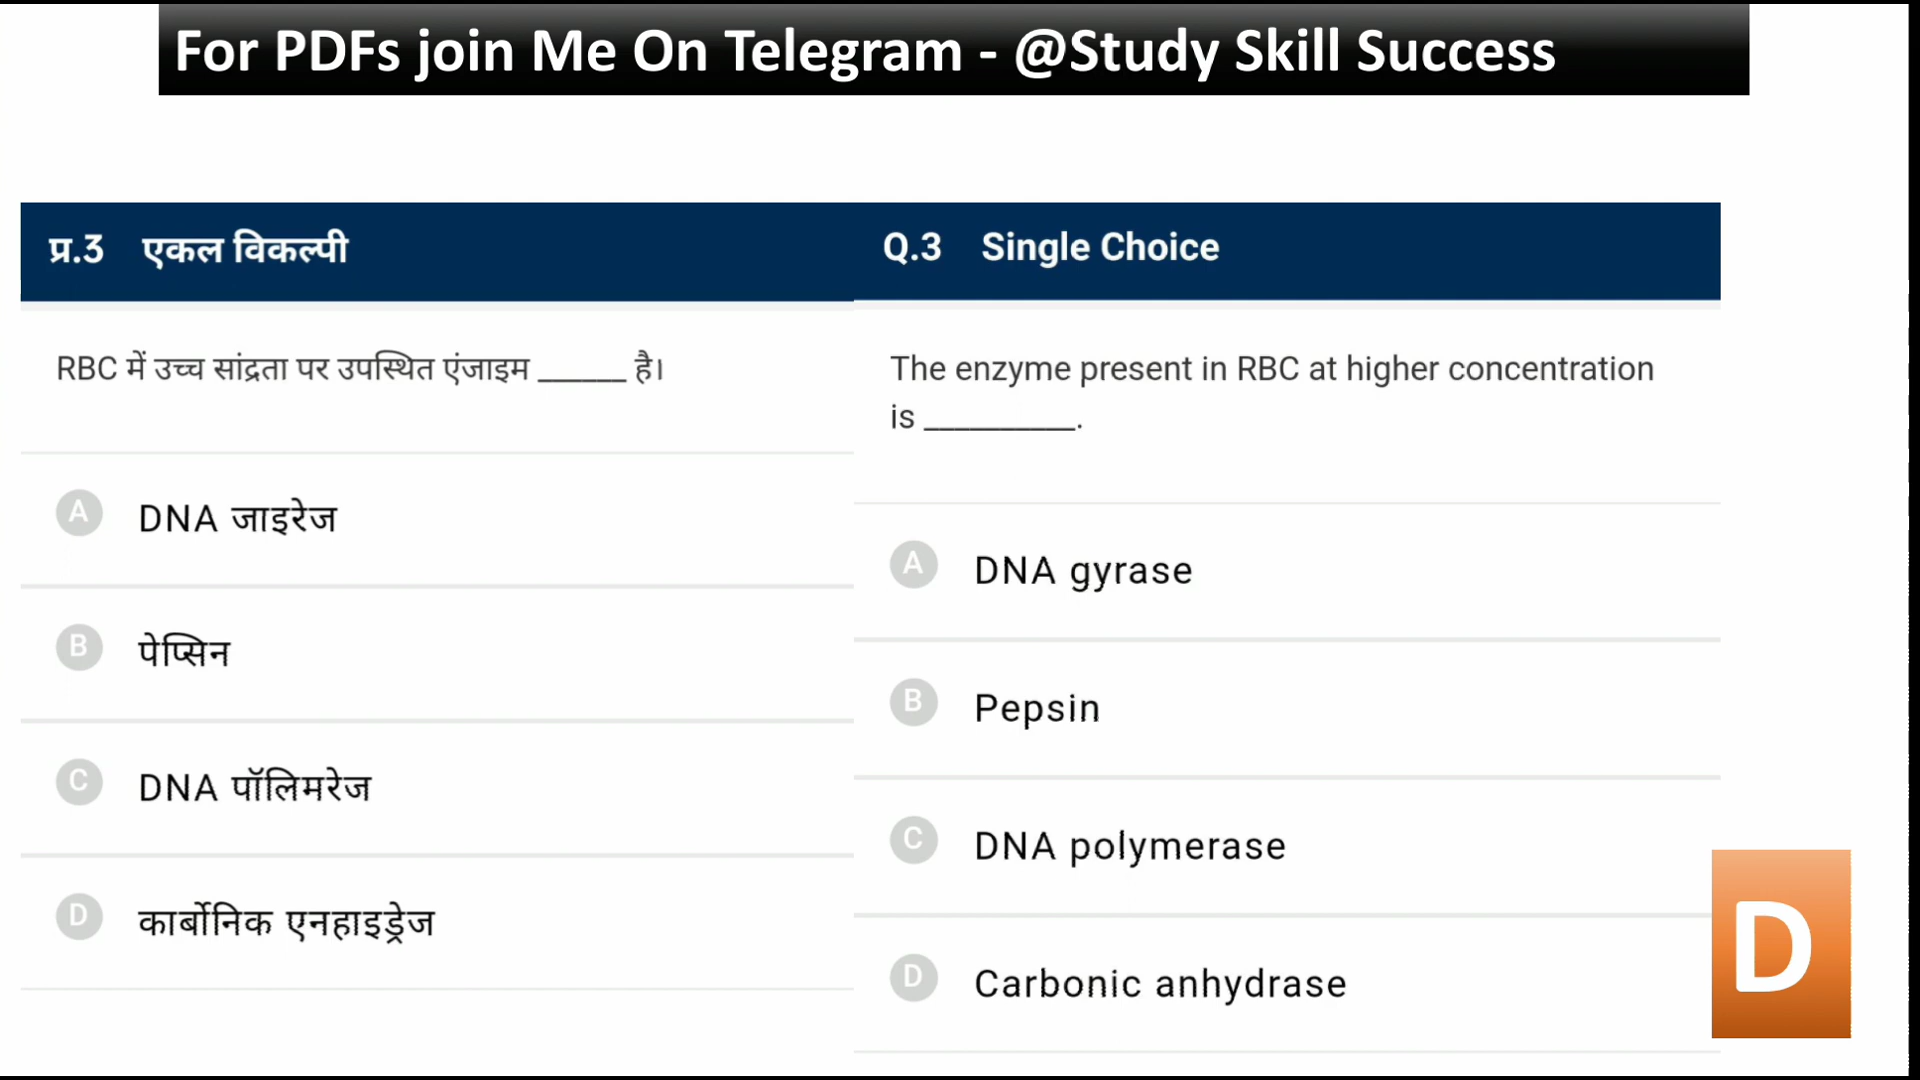 For PDFs join Me On Telegram - @Study Skill Success
प्र.3 एकल विकल्पी
RBC में उच्च सांद्रता पर उपस्थित एंजाइम ______ है।
A DNA जाइरेज
B पेप्सिन
C DNA पॉलिमरेज
D कार्बोनिक एनहाइड्रेज
Q.3 Single Choice
The enzyme present in RBC at higher concentration
is __________.
A DNA gyrase
B Pepsin
C DNA polymerase
D Carbonic anhydrase
D